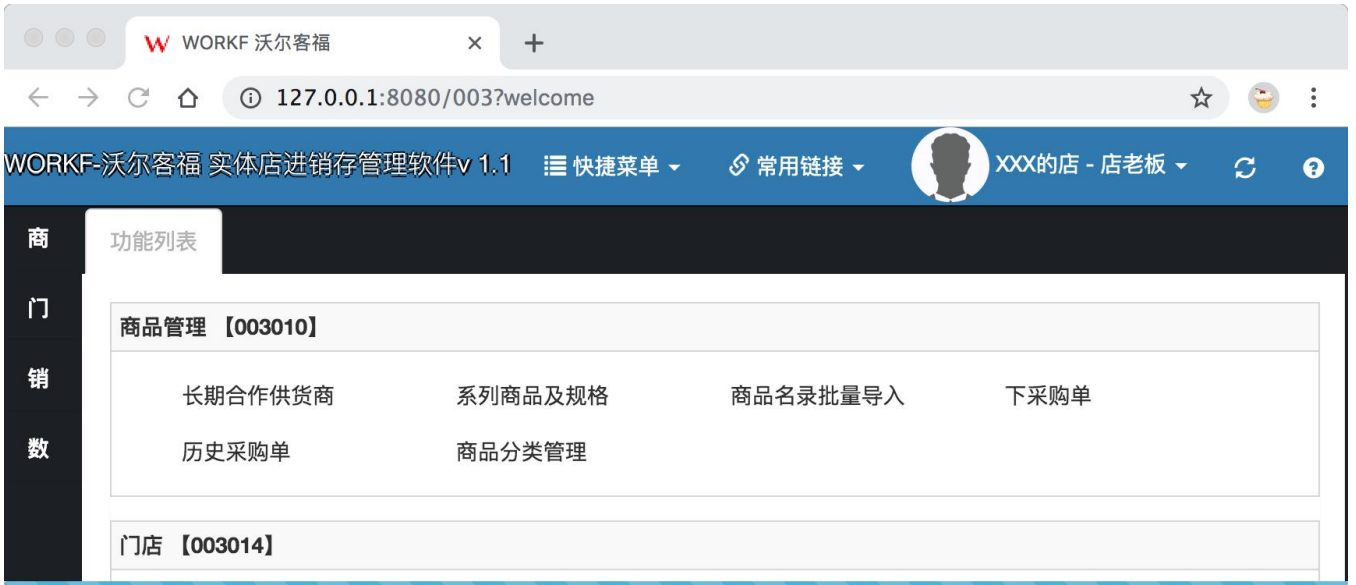 WORKF 沃尔客福
127.0.0.1:8080/003?welcome
WORKF-沃尔客福 实体店进销存管理软件v 1.1 快捷菜单 常用链接 XXX的店 - 店老板
商 功能列表
门
商品管理 【003010】
销
长期合作供货商 系列商品及规格 商品名录批量导入 下采购单
数
历史采购单 商品分类管理
门店 【003014】